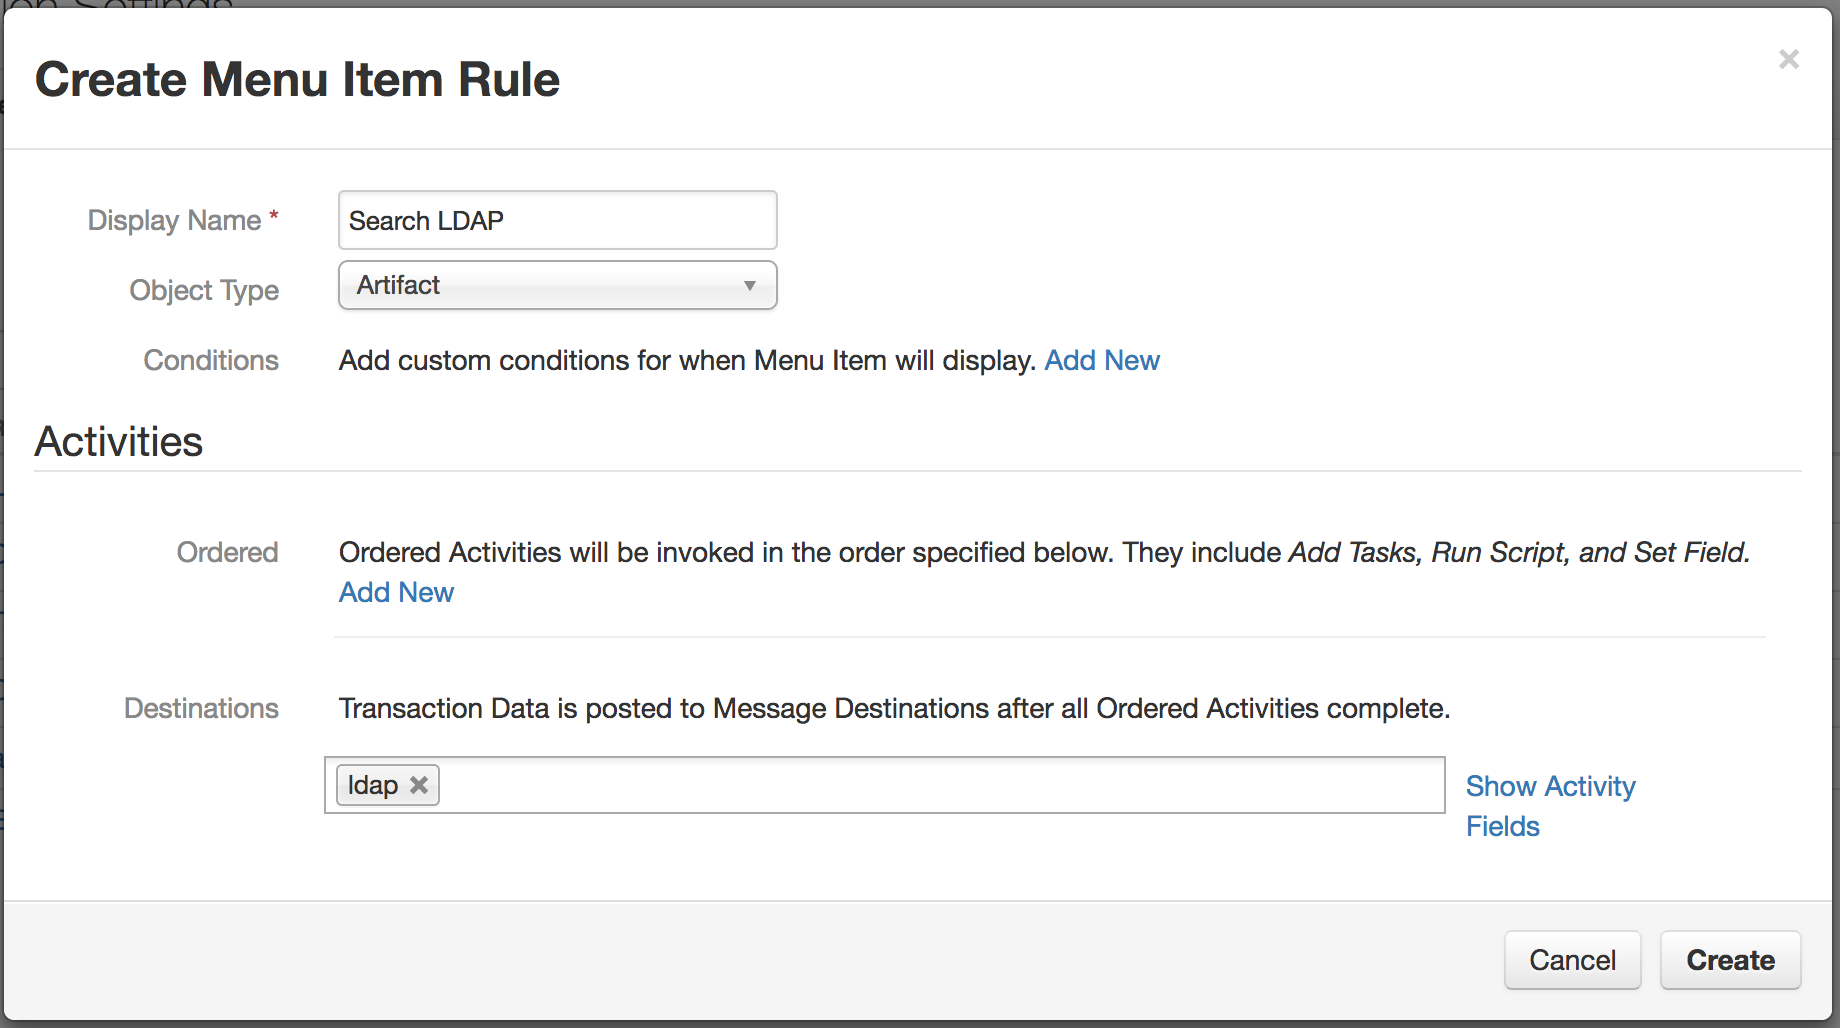 Create Menu Item Rule
×
Display Name *
Search LDAP
Object Type
Artifact
Conditions
Add custom conditions for when Menu Item will display. Add New
Activities
Ordered
Ordered Activities will be invoked in the order specified below. They include Add Tasks, Run Script, and Set Field.
Add New
Destinations
Transaction Data is posted to Message Destinations after all Ordered Activities complete.
ldap
Show Activity
Fields
Cancel
Create